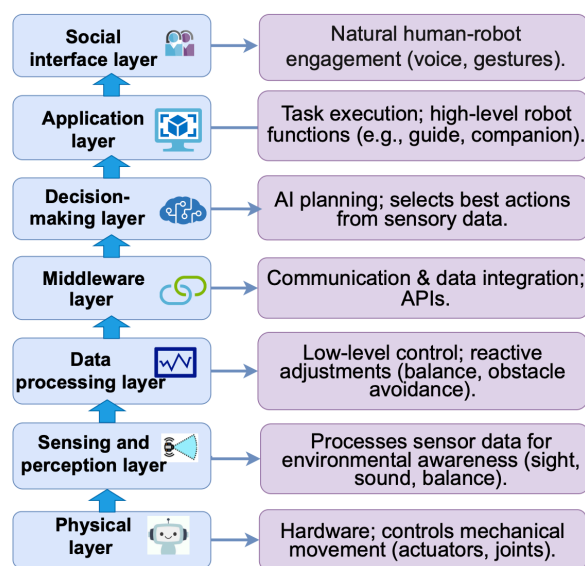 Social
interface layer
Natural human-robot
engagement (voice, gestures).
Application
layer
Task execution; high-level robot
functions (e.g., guide, companion).
Decision-
making layer
AI planning; selects best actions
from sensory data.
Middleware
layer
Communication & data integration;
APIs.
Data
processing layer
Low-level control; reactive
adjustments (balance, obstacle
avoidance).
Sensing and
perception layer
Processes sensor data for
environmental awareness (sight,
sound, balance).
Physical
layer
Hardware; controls mechanical
movement (actuators, joints).